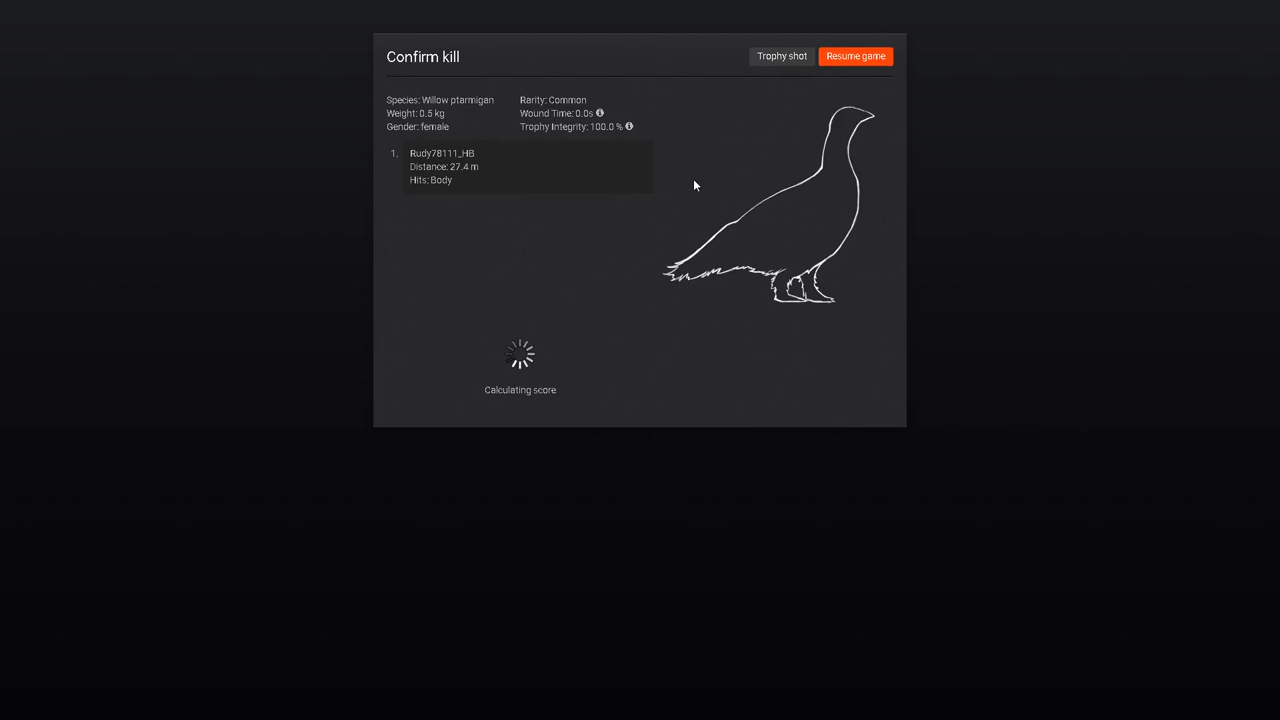 Confirm kill
Trophy shot
Resume game
Species: Willow ptarmigan
Weight: 0.5 kg
Gender: female
Rarity: Common
Wound Time: 0.0s
Trophy Integrity: 100.0 %
1. Rudy78111_HB
Distance: 27.4 m
Hits: Body
Calculating score